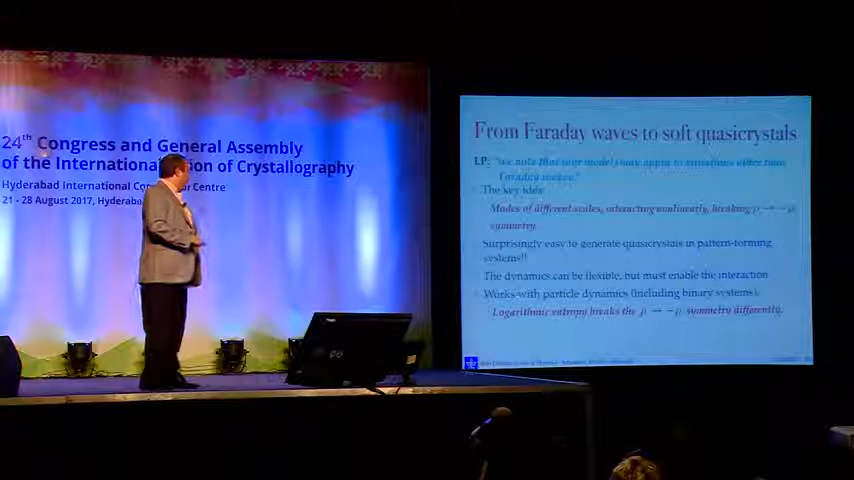 24th Congress and General Assembly
of the International Union of Crystallography
Hyderabad International Convention Centre
21 - 28 August 2017, Hyderabad
From Faraday waves to soft quasicrystals
LP: "we note that our model may apply to situations other than
Faraday waves."
The key idea:
Modes of different scales, interacting nonlinearly, breaking ρ → -ρ
symmetry.
Surprisingly easy to generate quasicrystals in pattern-forming
systems!!
The dynamics can be flexible, but must enable the interaction
Works with particle dynamics (including binary systems).
Logarithmic entropy breaks the ρ → -ρ symmetry differently.